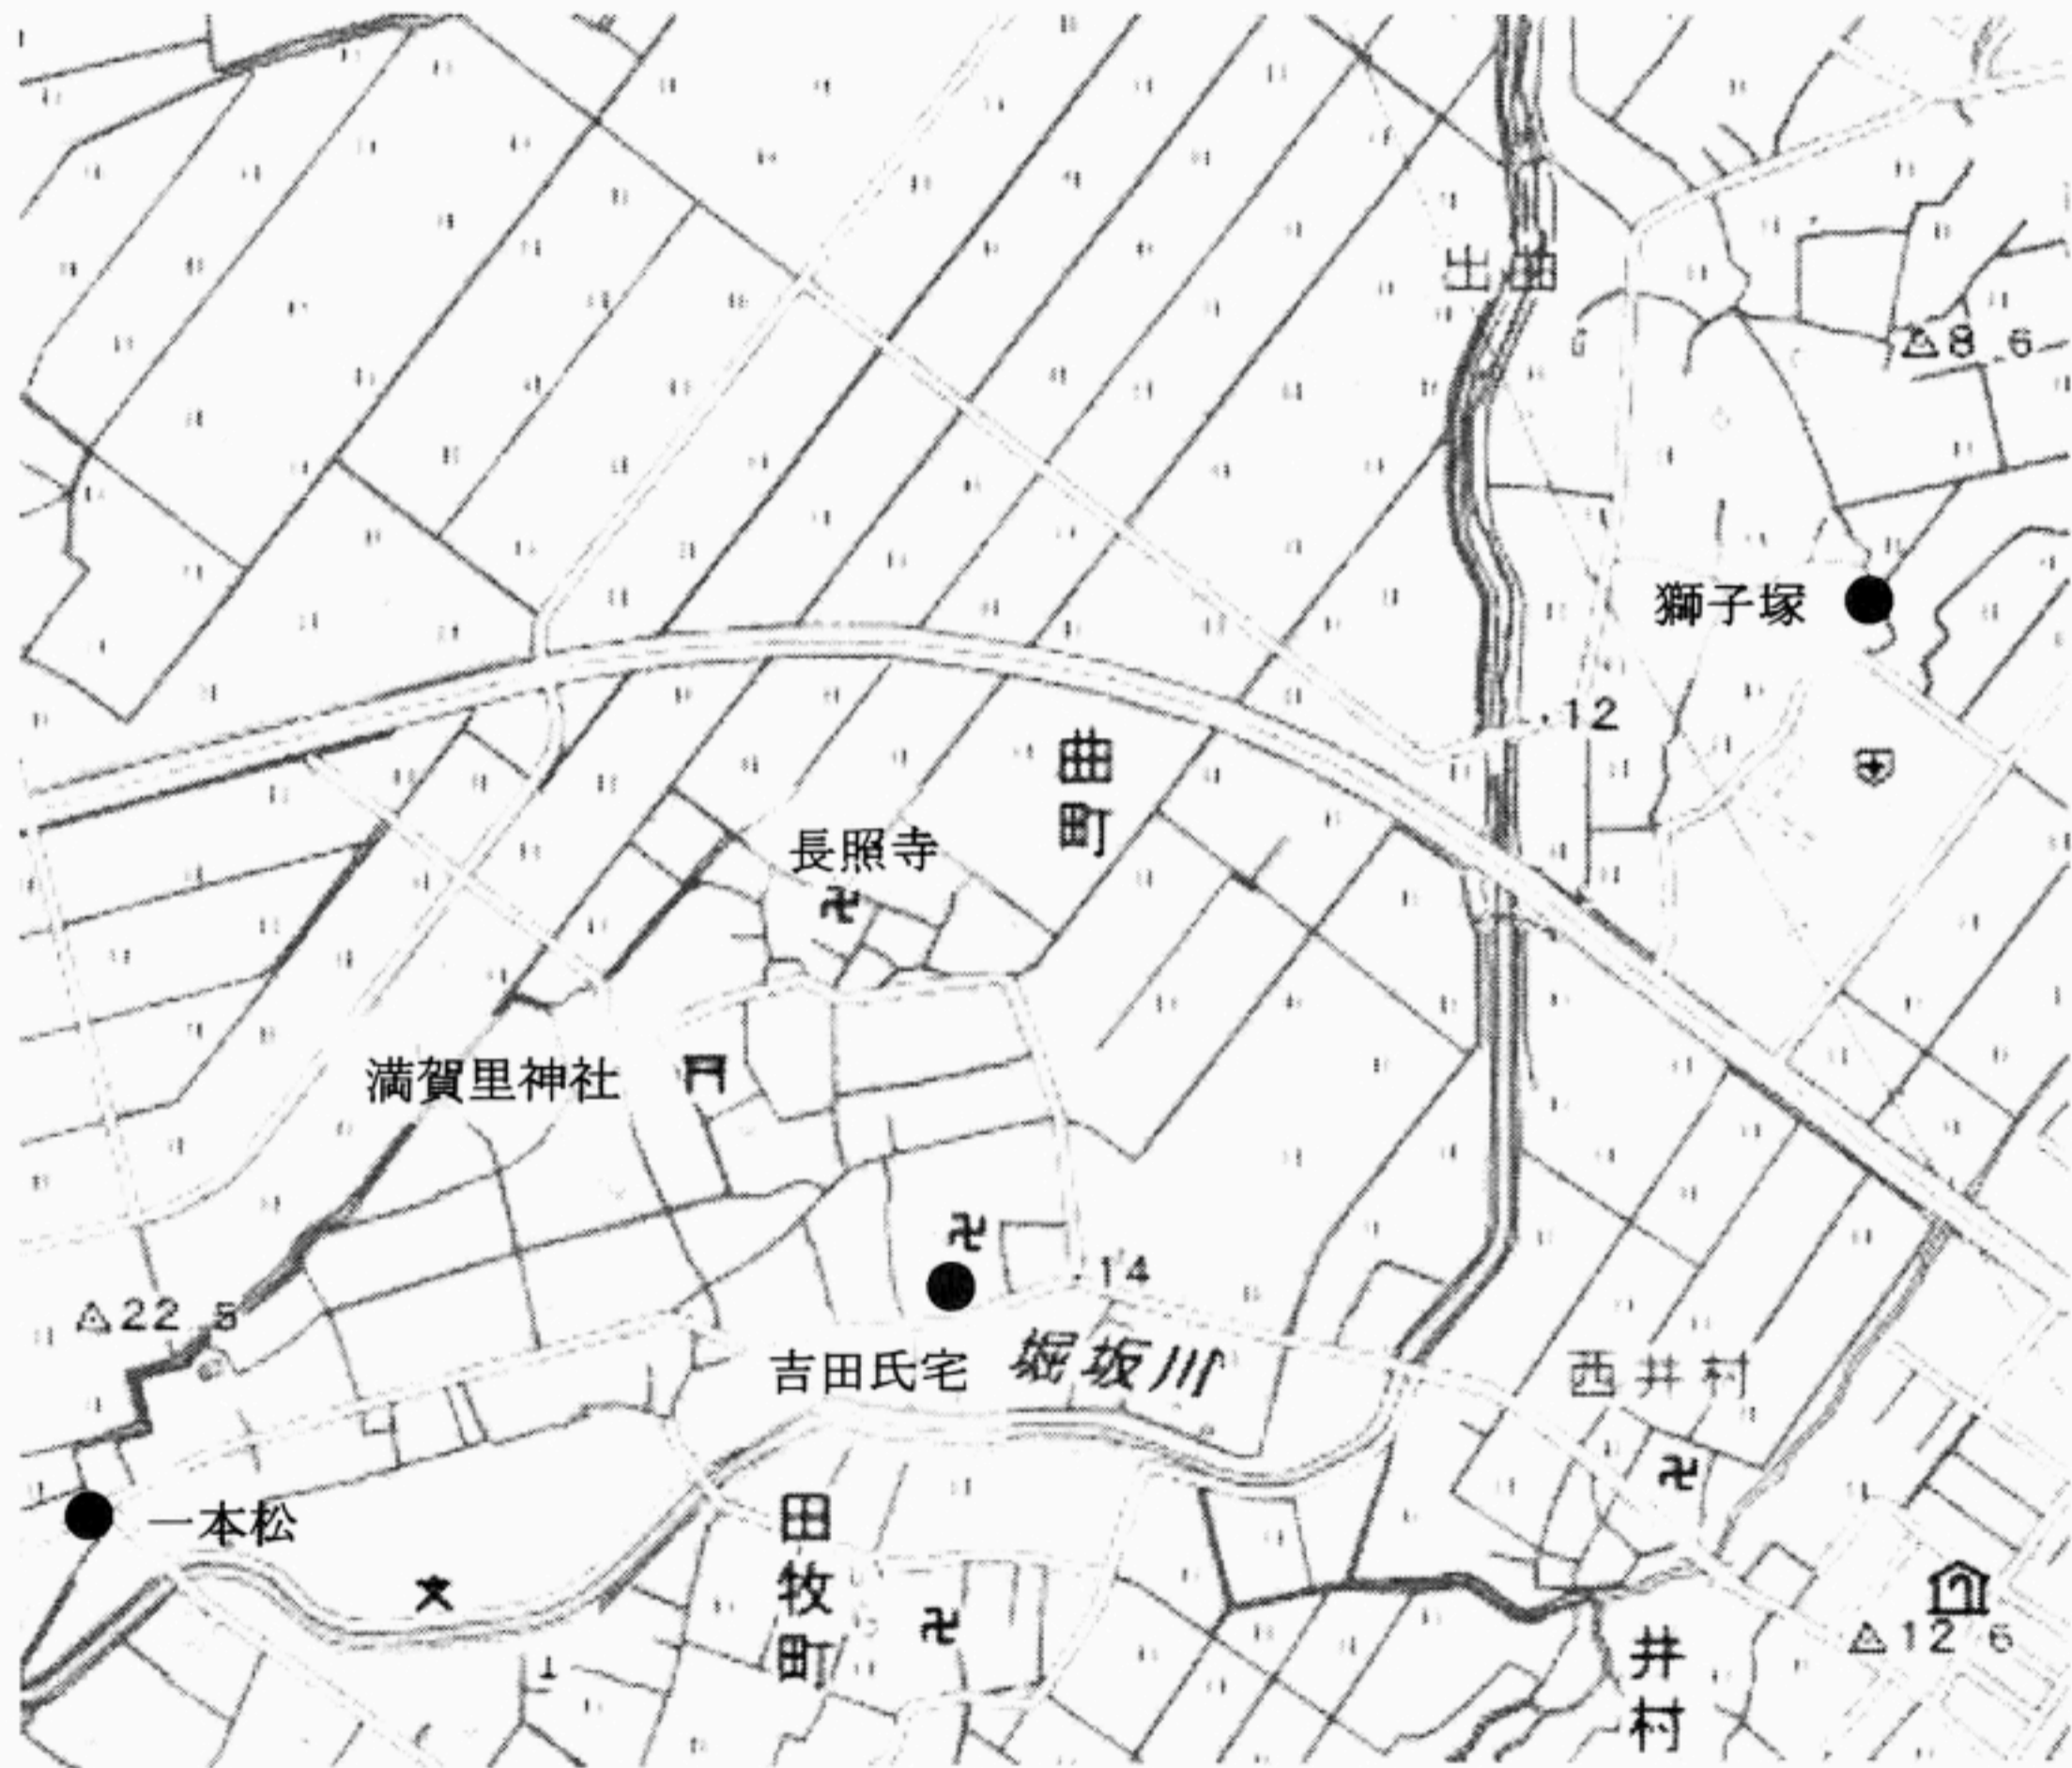 出曲
△8.6
獅子塚
・12
曲町
長照寺
満賀里神社
・14
△22.5
吉田氏宅
堀坂川
西井村
一本松
田牧町
井村
△12.6